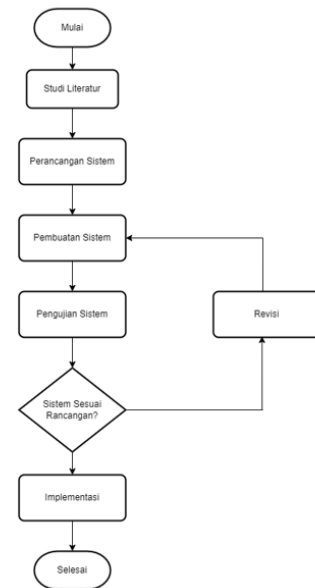 Mulai
Studi Literatur
Perancangan Sistem
Pembuatan Sistem
Pengujian Sistem
Revisi
Sistem Sesuai
Rancangan?
Implementasi
Selesai